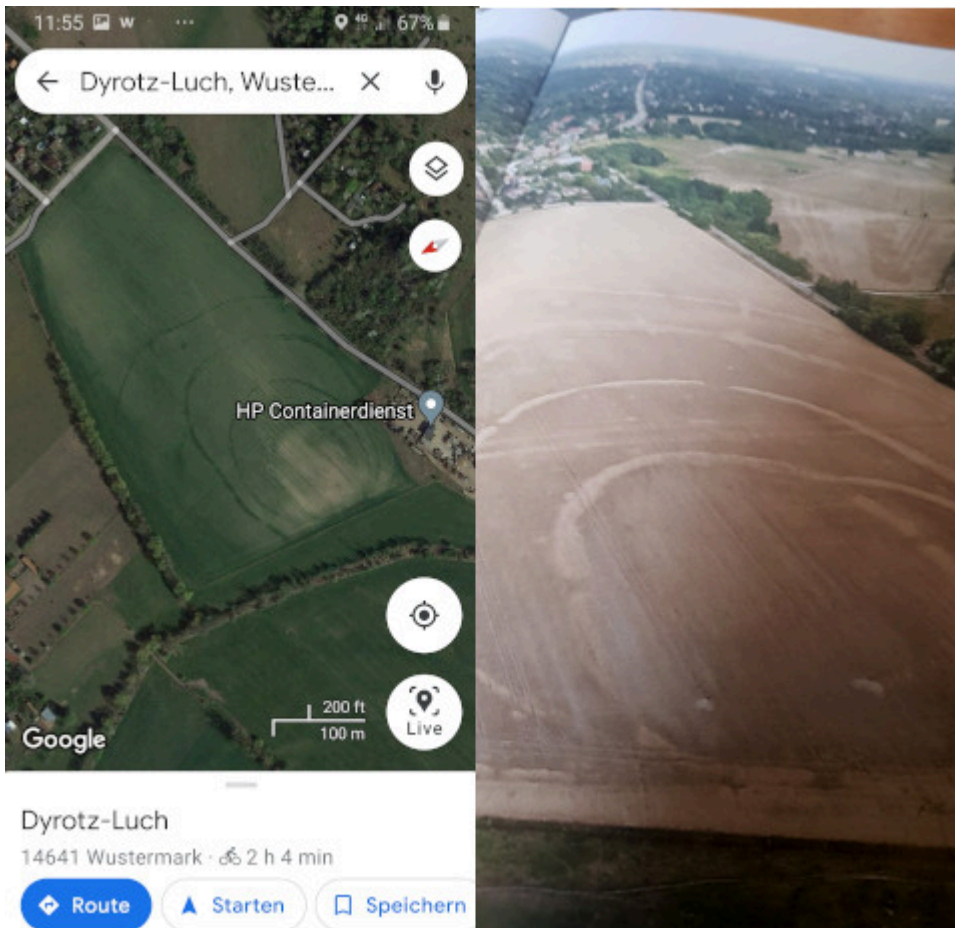 11:55 W ... 4G 67%
Dyrotz-Luch, Wuste...
HP Containerdienst
200 ft
100 m
Live
Google
Dyrotz-Luch
14641 Wustermark · 2 h 4 min
Route Starten Speichern